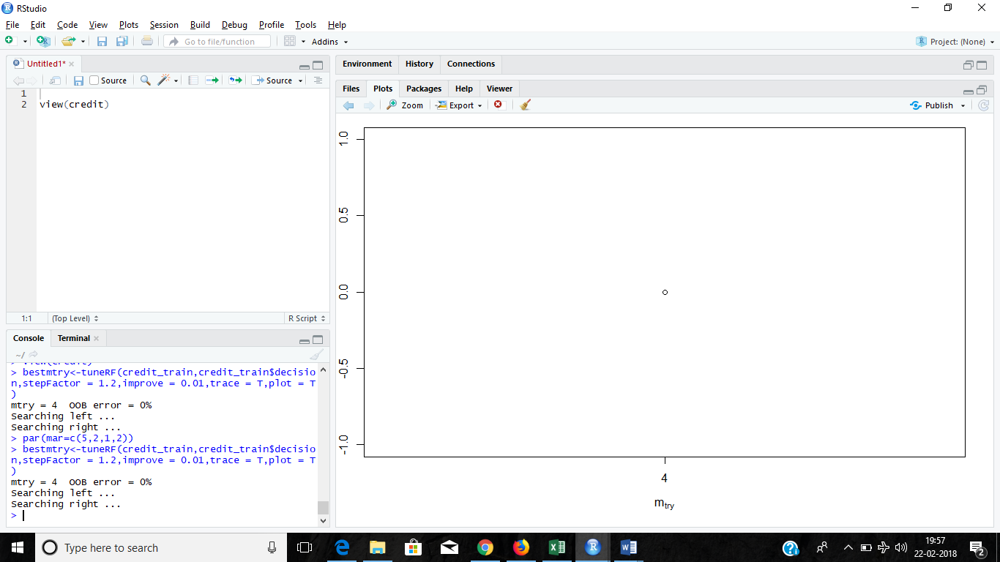 RStudio
File Edit Code View Plots Session Build Debug Profile Tools Help
Go to file/function Addins Project: (None)
Untitled1*
Source Source
1
2 view(credit)
1:1 (Top Level) R Script
Console Terminal
~/
> View(credit)
> bestmtry<-tuneRF(credit_train,credit_train$decisio
n,stepFactor = 1.2,improve = 0.01,trace = T,plot = T
)
mtry = 4 OOB error = 0%
Searching left ...
Searching right ...
> par(mar=c(5,2,1,2))
> bestmtry<-tuneRF(credit_train,credit_train$decisio
n,stepFactor = 1.2,improve = 0.01,trace = T,plot = T
)
mtry = 4 OOB error = 0%
Searching left ...
Searching right ...
>
Environment History Connections
Files Plots Packages Help Viewer
Zoom Export Publish
1.0
0.5
0.0
-0.5
-1.0
4
mtry
Type here to search
19:57
22-02-2018
2